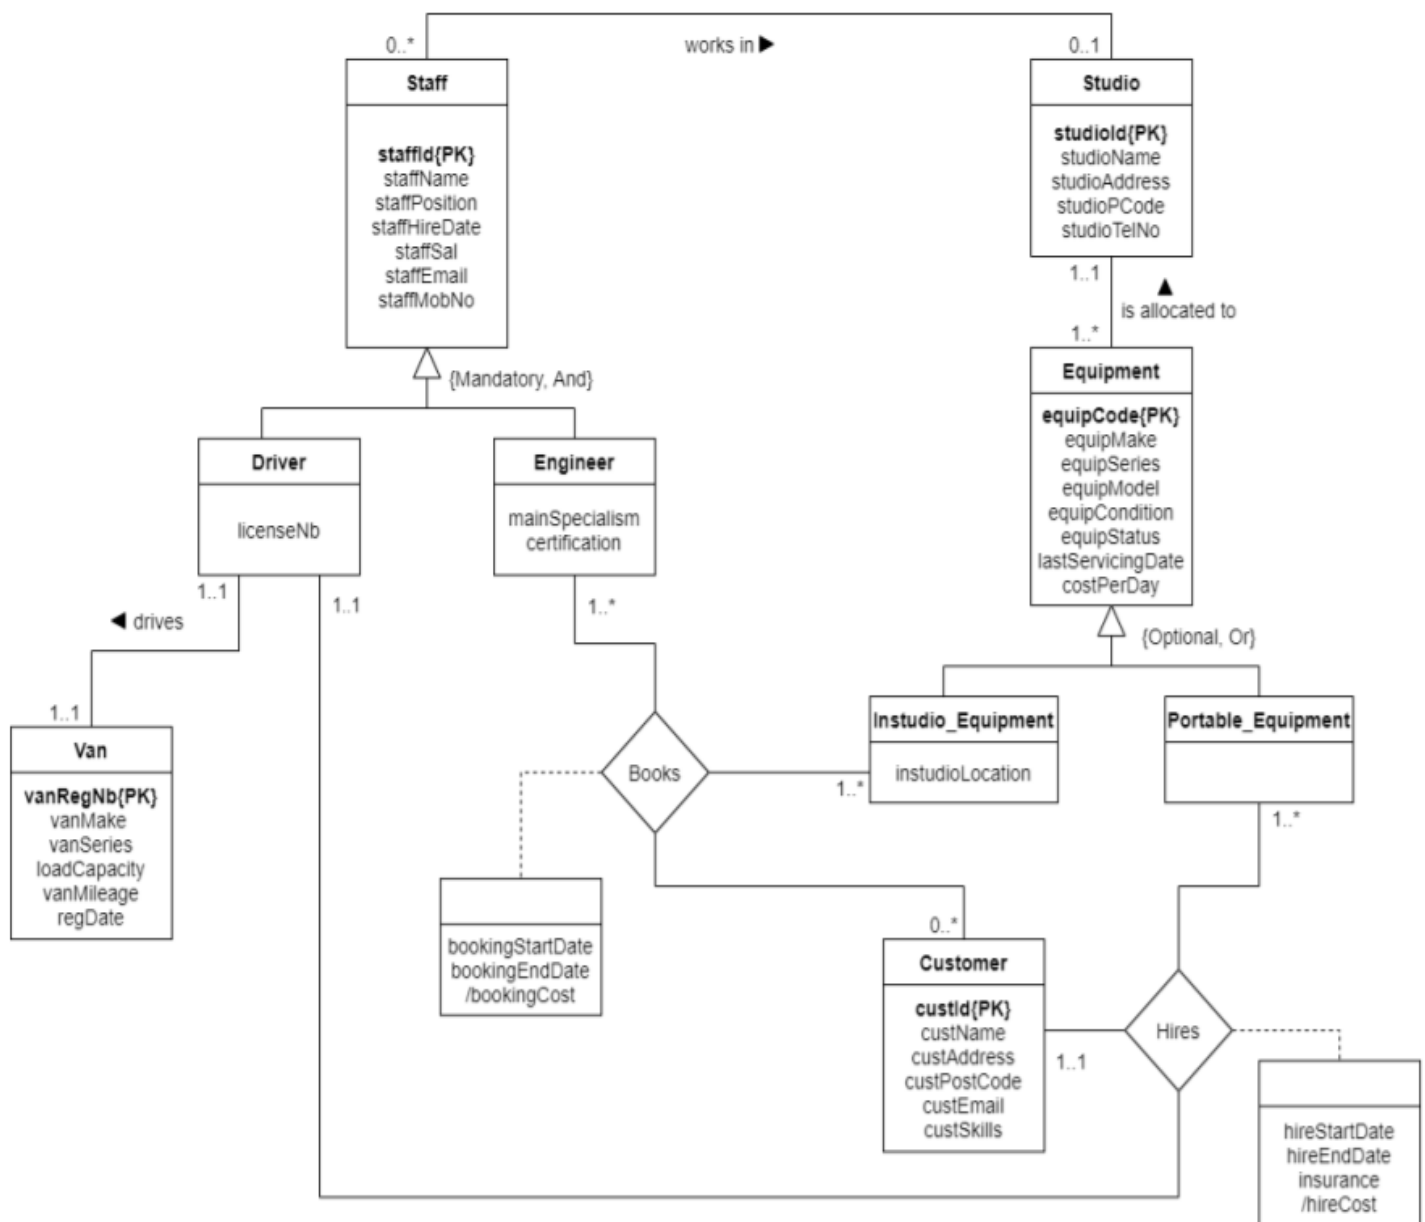 0..*
works in ►
0..1
Staff
staffId{PK}
staffName
staffPosition
staffHireDate
staffSal
staffEmail
staffMobNo
Studio
studioId{PK}
studioName
studioAddress
studioPCode
studioTelNo
1..1
▲
is allocated to
1..*
{Mandatory, And}
Equipment
equipCode{PK}
equipMake
equipSeries
equipModel
equipCondition
equipStatus
lastServicingDate
costPerDay
Driver
licenseNb
Engineer
mainSpecialism
certification
1..1
1..1
1..*
◄ drives
{Optional, Or}
1..1
Van
vanRegNb{PK}
vanMake
vanSeries
loadCapacity
vanMileage
regDate
Books
1..*
Instudio_Equipment
instudioLocation
Portable_Equipment
1..*
bookingStartDate
bookingEndDate
/bookingCost
0..*
Customer
custId{PK}
custName
custAddress
custPostCode
custEmail
custSkills
1..1
Hires
hireStartDate
hireEndDate
insurance
/hireCost